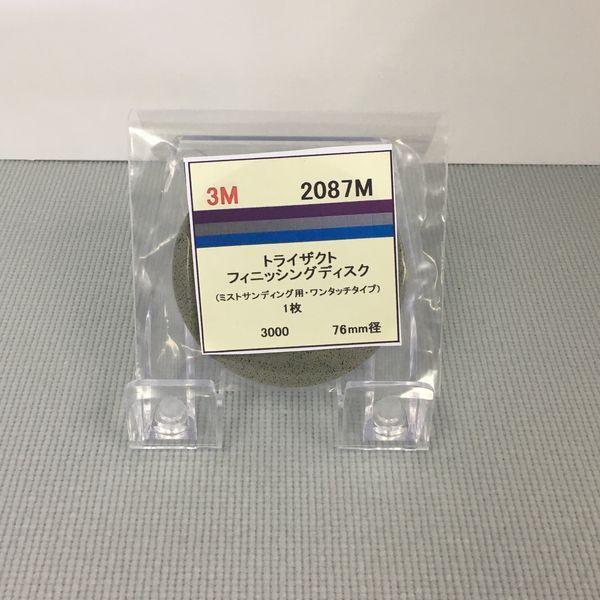 3M 2087M
トライザクト
フィニッシングディスク
(ミストサンディング用・ワンタッチタイプ)
1枚
3000 76mm径